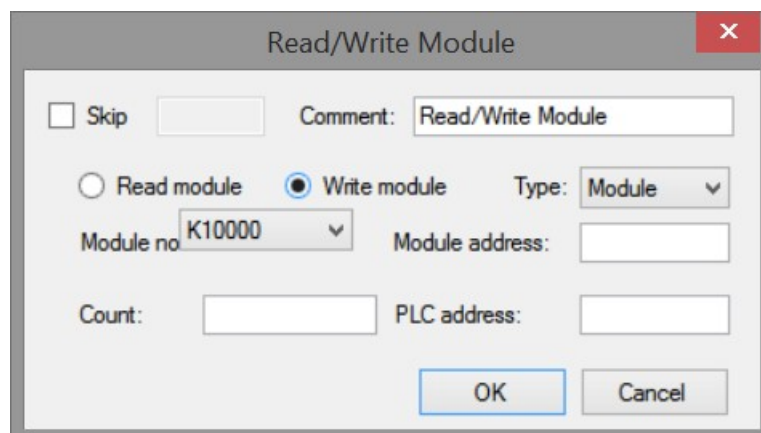 Read/Write Module
Skip Comment: Read/Write Module
Read module Write module Type: Module
Module no K10000 Module address:
Count: PLC address:
OK Cancel